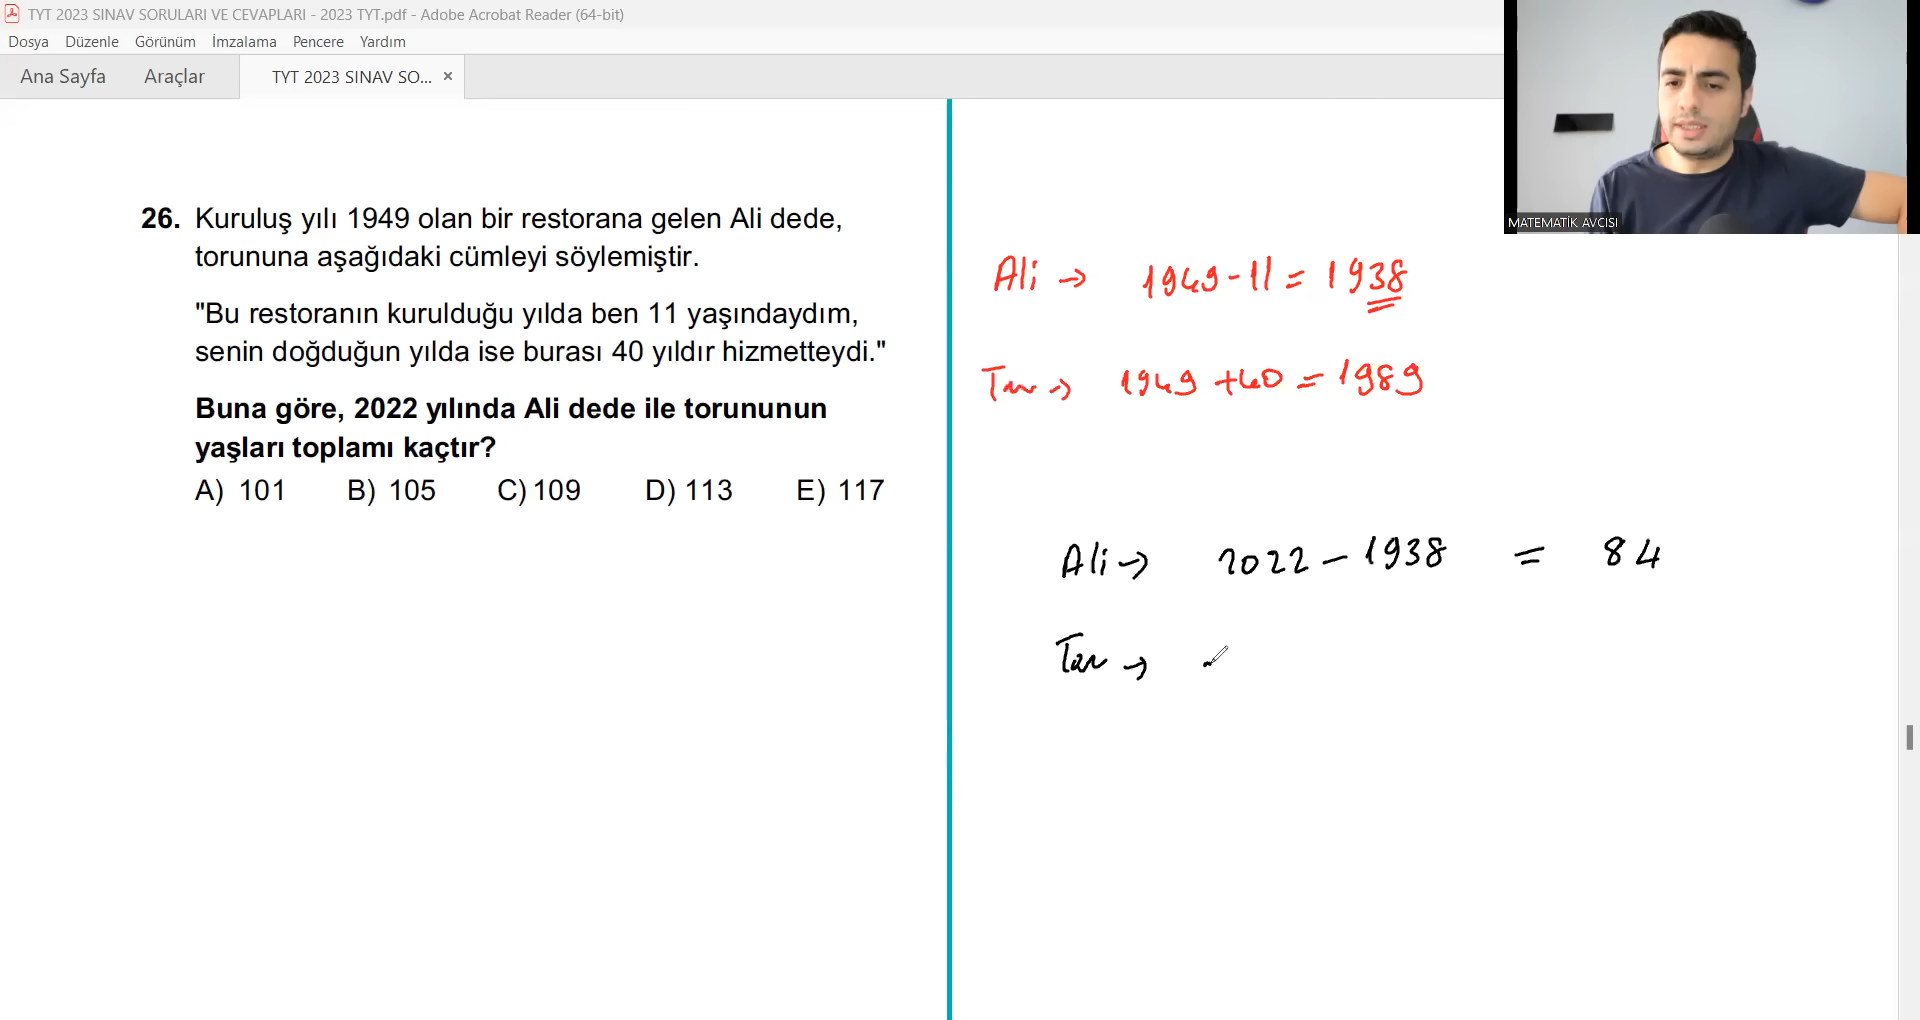 TYT 2023 SINAV SORULARI VE CEVAPLARI - 2023 TYT.pdf - Adobe Acrobat Reader (64-bit)
Dosya Düzenle Görünüm İmzalama Pencere Yardım
Ana Sayfa Araçlar TYT 2023 SINAV SO... ×
26. Kuruluş yılı 1949 olan bir restorana gelen Ali dede,
torununa aşağıdaki cümleyi söylemiştir.
"Bu restoranın kurulduğu yılda ben 11 yaşındaydım,
senin doğduğun yılda ise burası 40 yıldır hizmetteydi."
Buna göre, 2022 yılında Ali dede ile torununun
yaşları toplamı kaçtır?
A) 101 B) 105 C) 109 D) 113 E) 117
MATEMATİK AVCISI
Ali → 1949 - 11 = 1938
→ 1949 + 40 = 1989
Ali → 2022 - 1938 = 84
Tor →